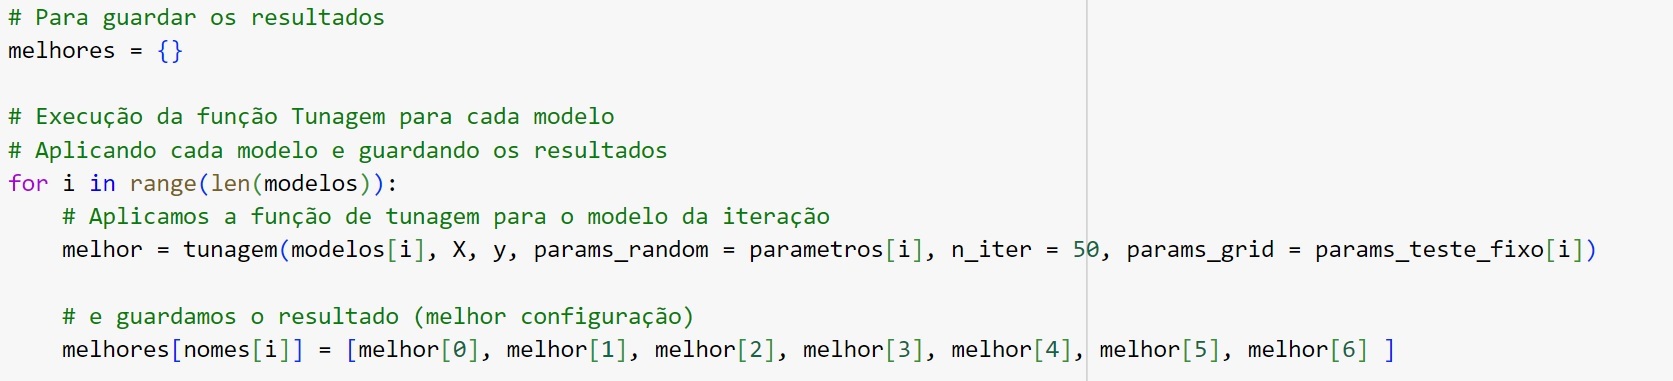 # Para guardar os resultados
melhores = {}
# Execução da função Tunagem para cada modelo
# Aplicando cada modelo e guardando os resultados
for i in range(len(modelos)):
# Aplicamos a função de tunagem para o modelo da iteração
melhor = tunagem(modelos[i], X, y, params_random = parametros[i], n_iter = 50, params_grid = params_teste_fixo[i])
# e guardamos o resultado (melhor configuração)
melhores[nomes[i]] = [melhor[0], melhor[1], melhor[2], melhor[3], melhor[4], melhor[5], melhor[6] ]